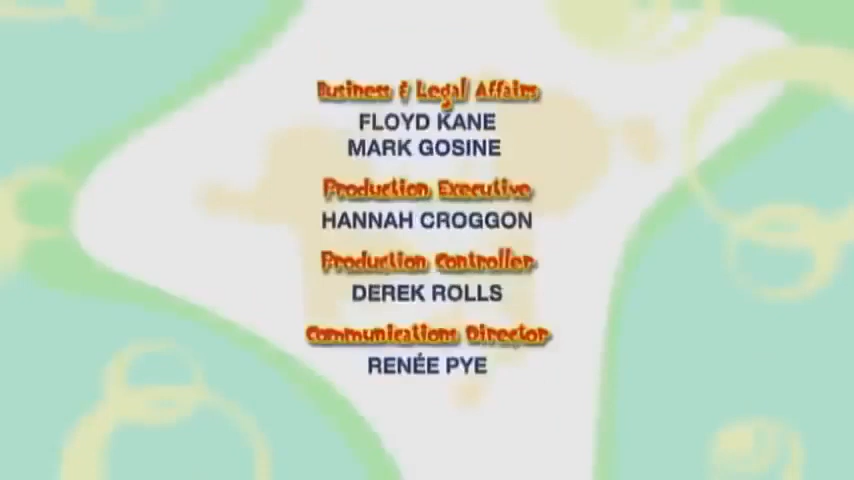 Business & Legal Affairs
FLOYD KANE
MARK GOSINE
Production Executive
HANNAH CROGGON
Production Controller
DEREK ROLLS
Communications Director
RENÉE PYE